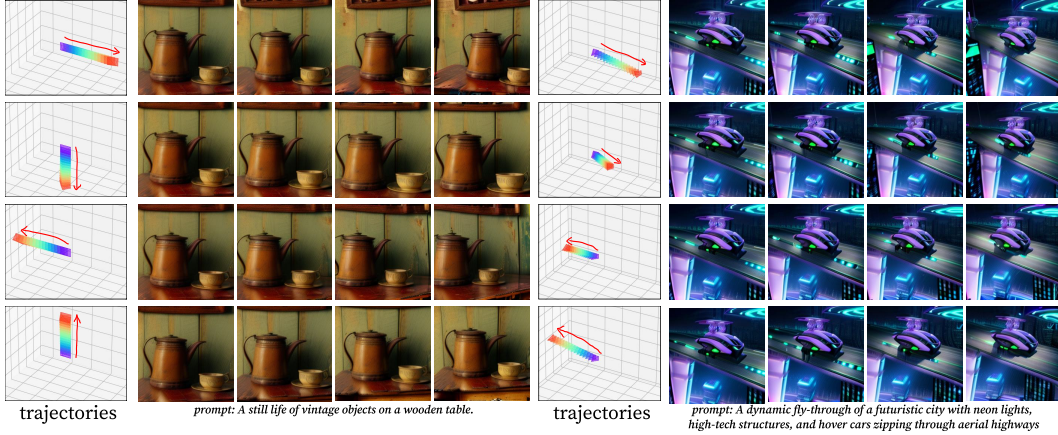 trajectories
prompt: A still life of vintage objects on a wooden table.
trajectories
prompt: A dynamic fly-through of a futuristic city with neon lights,
high-tech structures, and hover cars zipping through aerial highways